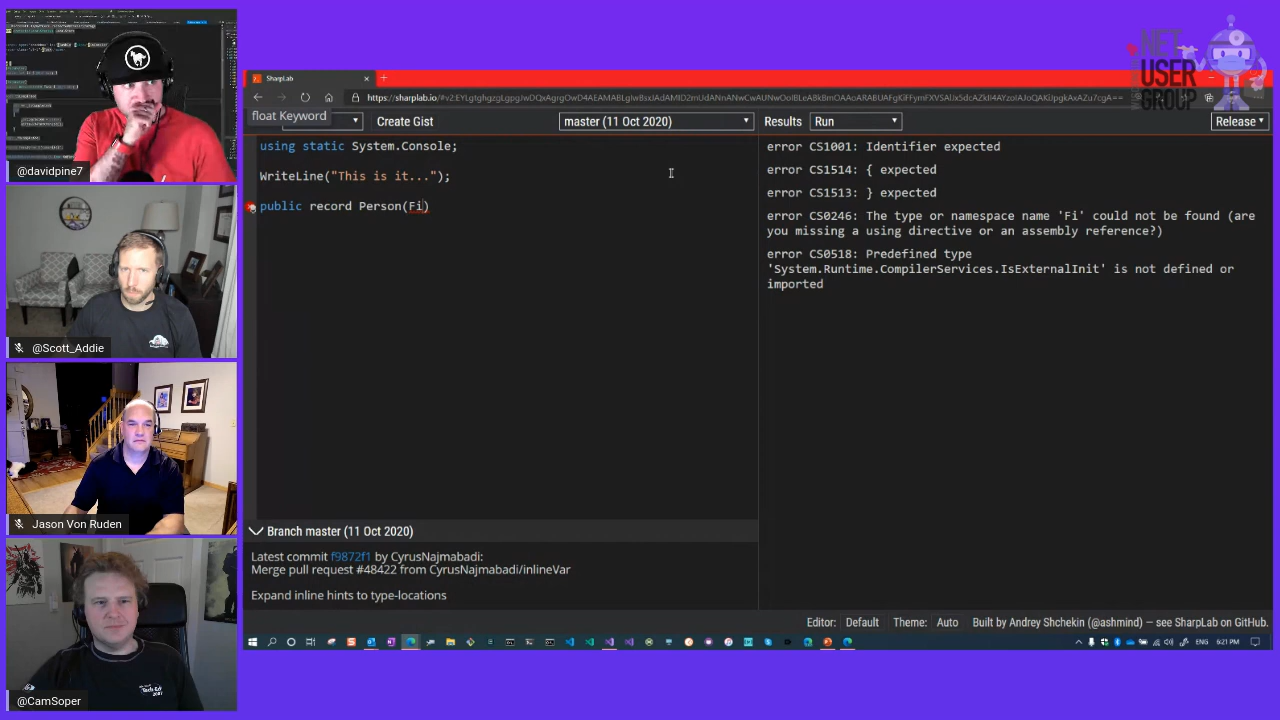 @davidpine7
@Scott_Addie
Jason Von Ruden
@CamSoper
.NET
USER
GROUP
SharpLab
float Keyword
Create Gist
master (11 Oct 2020)
Results
Run
Release
using static System.Console;
WriteLine("This is it...");
public record Person(Fi)
error CS1001: Identifier expected
error CS1514: { expected
error CS1513: } expected
error CS0246: The type or namespace name 'Fi' could not be found (are
you missing a using directive or an assembly reference?)
error CS0518: Predefined type
'System.Runtime.CompilerServices.IsExternalInit' is not defined or
imported
Branch master (11 Oct 2020)
Latest commit f9872f1 by CyrusNajmabadi:
Merge pull request #48422 from CyrusNajmabadi/inlineVar
Expand inline hints to type-locations
Editor: Default Theme: Auto Built by Andrey Shchekin (@ashmind) — see SharpLab on GitHub.
ENG 6:21 PM